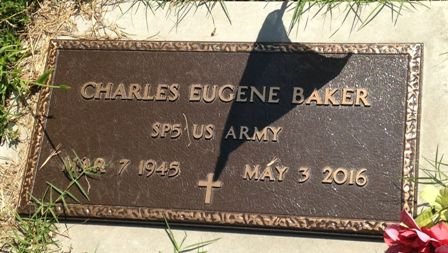 CHARLES EUGENE BAKER
SP5 US ARMY
MAR 7 1945 MAY 3 2016